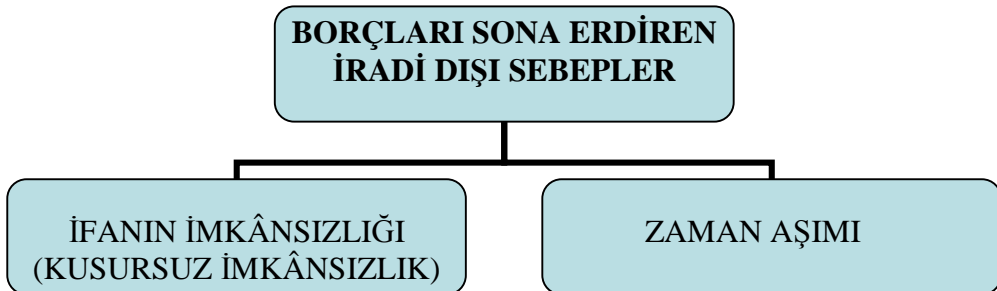 BORÇLARI SONA ERDİREN
İRADİ DIŞI SEBEPLER
İFANIN İMKÂNSIZLIĞI
(KUSURSUZ İMKÂNSIZLIK)
ZAMAN AŞIMI